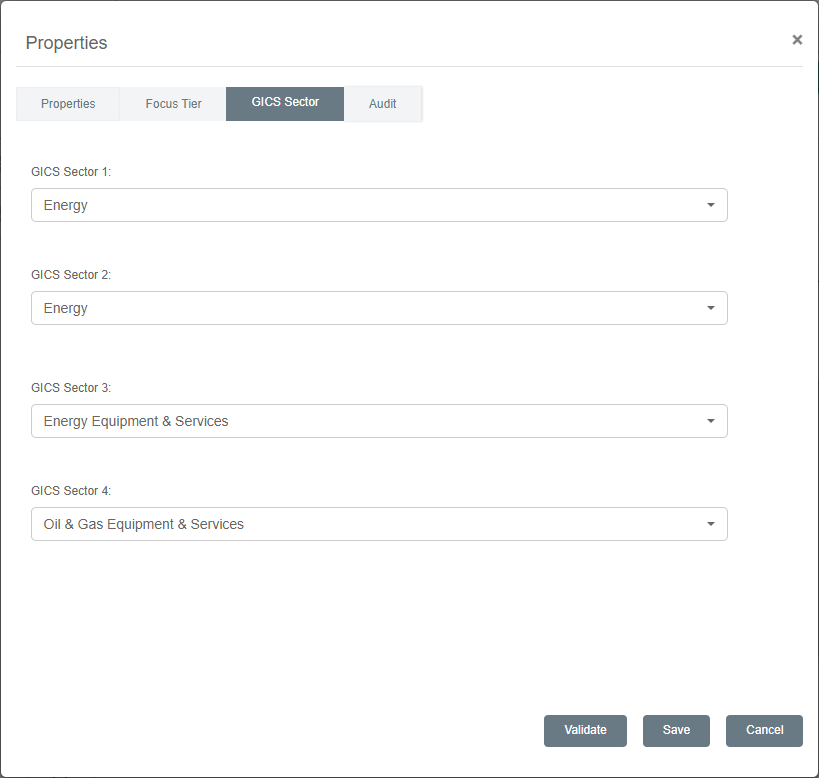 Properties
×
Properties Focus Tier GICS Sector Audit
GICS Sector 1:
Energy
GICS Sector 2:
Energy
GICS Sector 3:
Energy Equipment & Services
GICS Sector 4:
Oil & Gas Equipment & Services
Validate Save Cancel